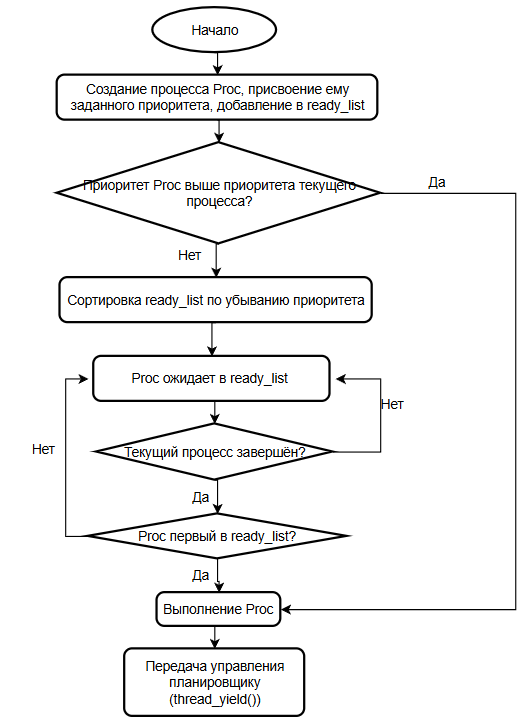 Начало
Создание процесса Proc, присвоение ему
заданного приоритета, добавление в ready_list
Приоритет Proc выше приоритета текущего
процесса?
Да
Нет
Сортировка ready_list по убыванию приоритета
Proc ожидает в ready_list
Нет
Текущий процесс завершён?
Нет
Да
Proc первый в ready_list?
Да
Выполнение Proc
Передача управления
планировщику
(thread_yield())